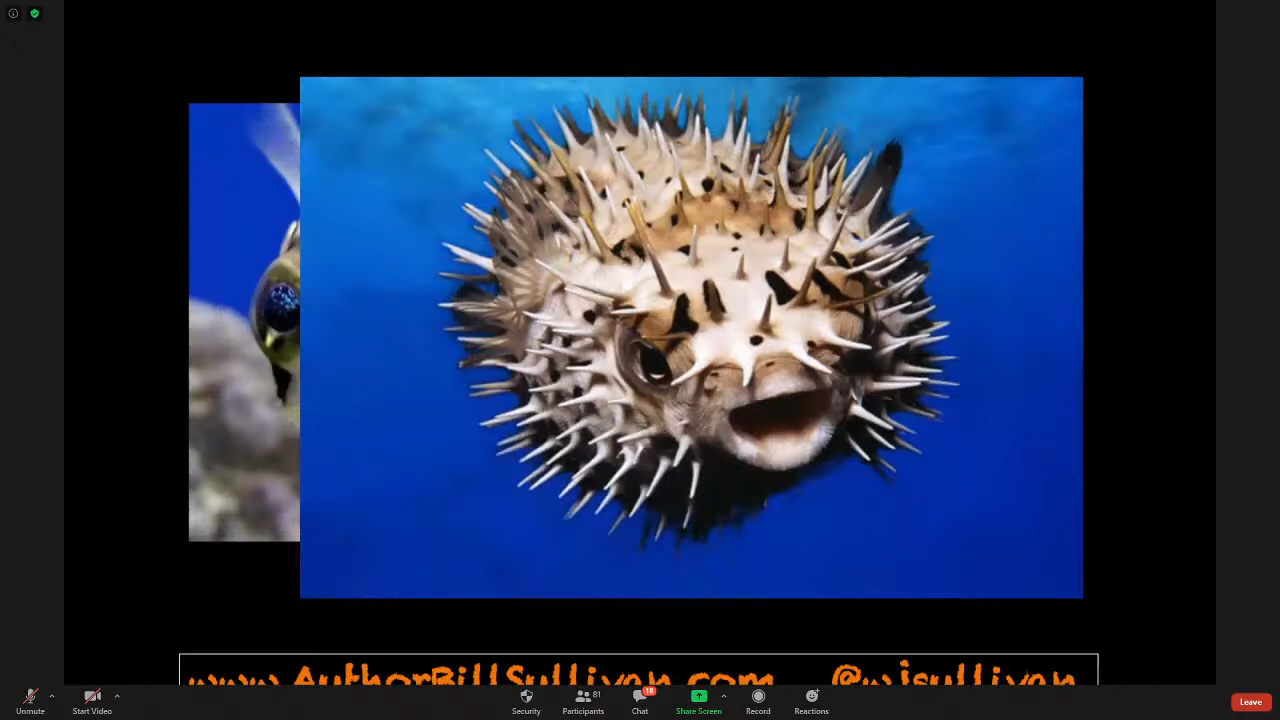 www.AuthorBillSullivan.com @wjsullivan
Unmute
Start Video
Security
Participants 81
Chat 18
Share Screen
Record
Reactions
Leave